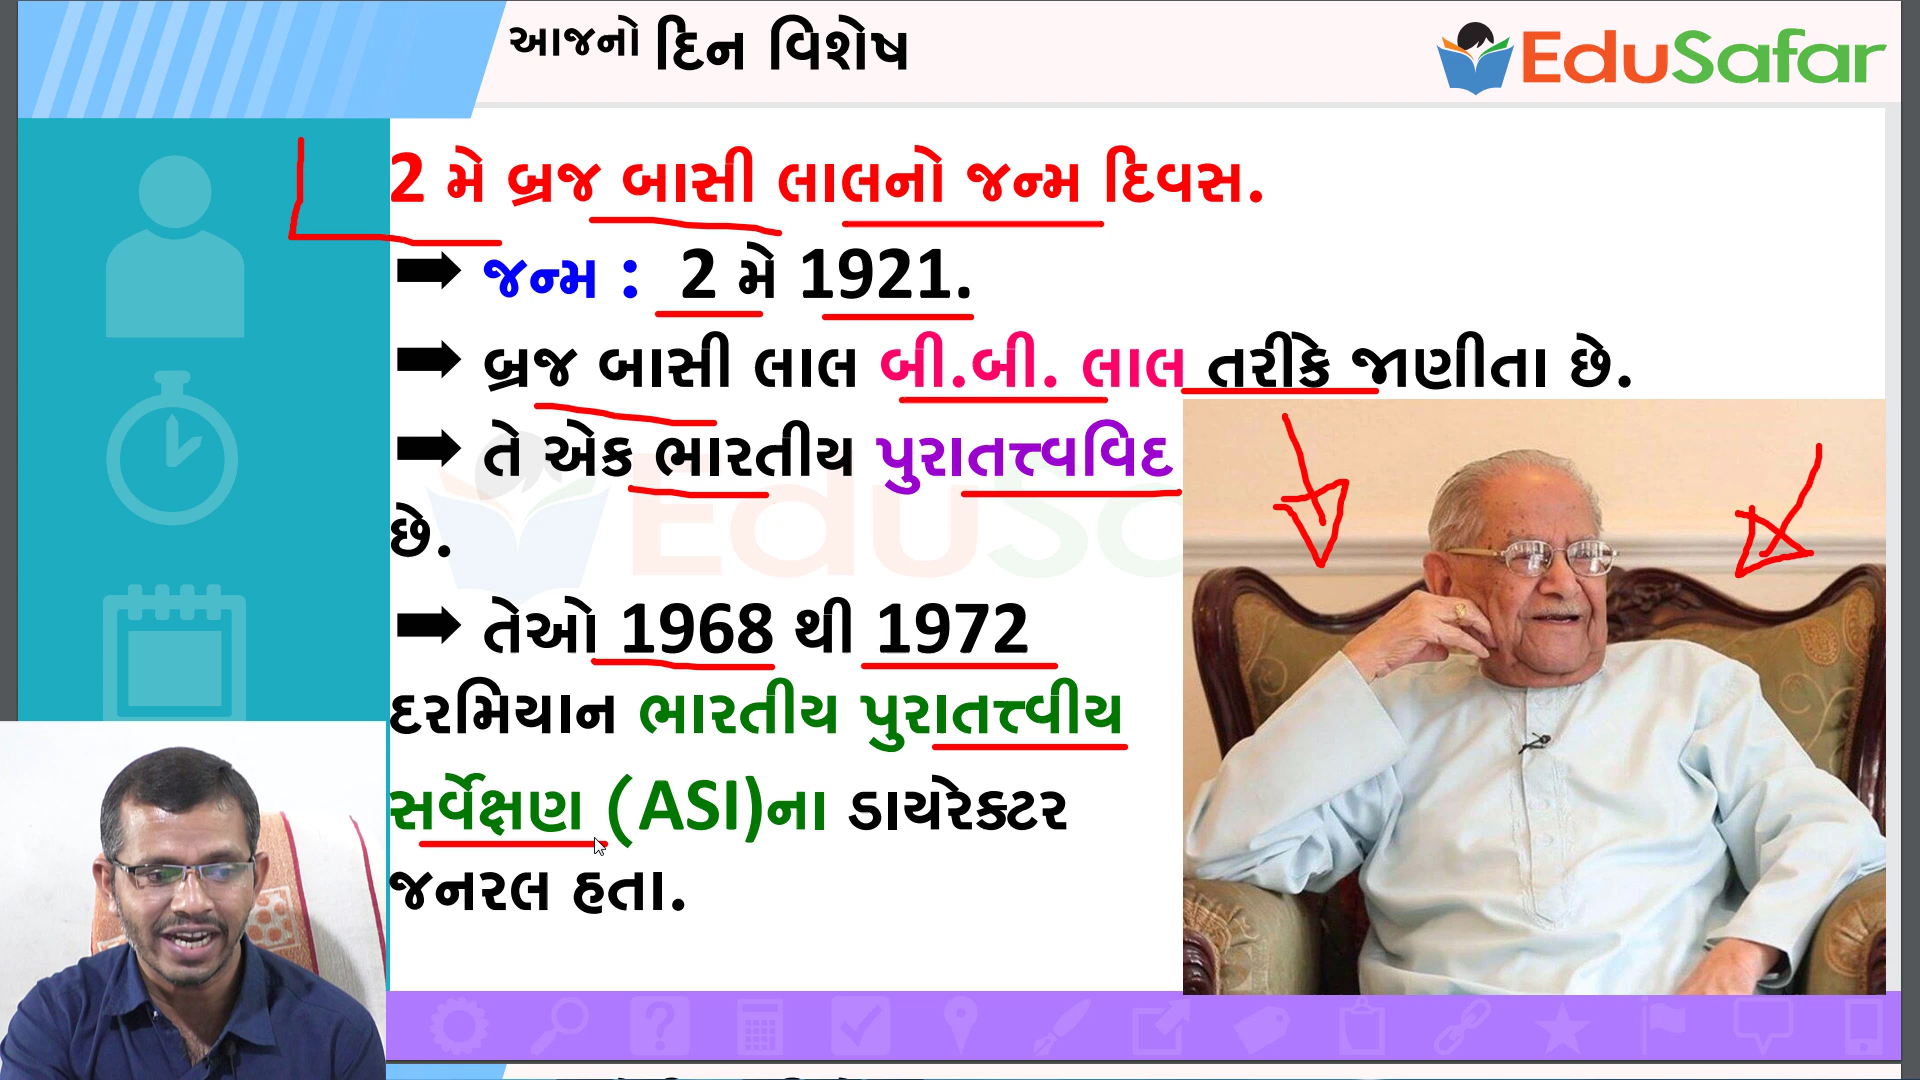 આજનો દિન વિશેષ
EduSafar
2 મે બ્રજ બાસી લાલનો જન્મ દિવસ.
જન્મ : 2 મે 1921.
બ્રજ બાસી લાલ બી.બી. લાલ તરીકે જાણીતા છે.
તે એક ભારતીય પુરાતત્ત્વવિદ
છે.
તેઓ 1968 થી 1972
દરમિયાન ભારતીય પુરાતત્ત્વીય
સર્વેક્ષણ (ASI)ના ડાયરેક્ટર
જનરલ હતા.